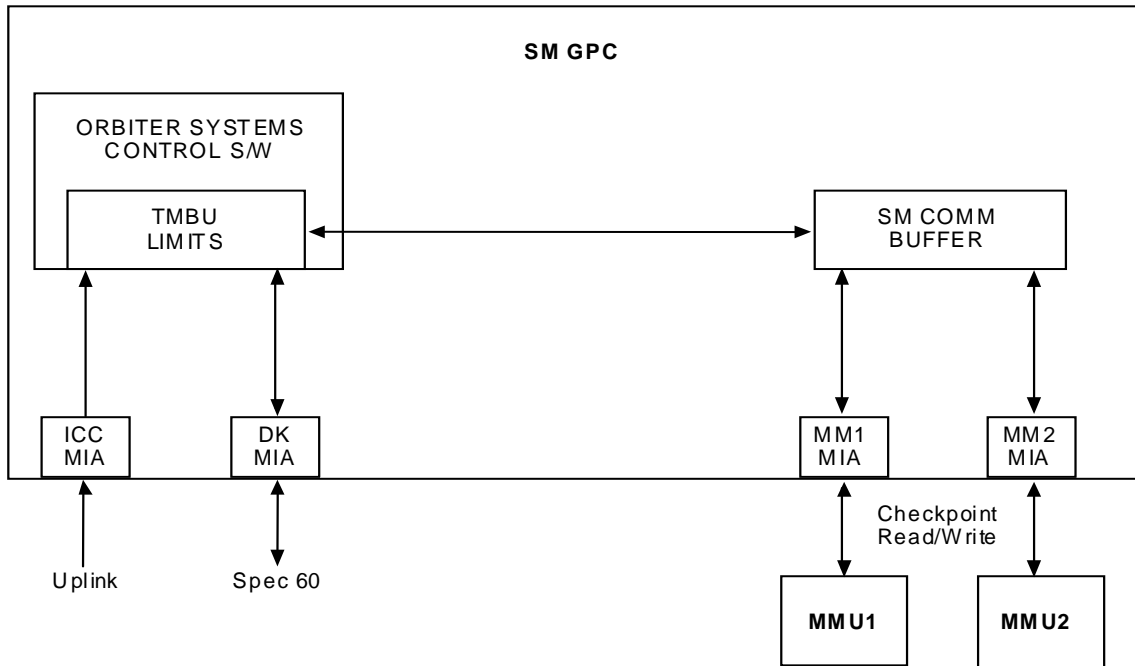 SM GPC
ORBITER SYSTEMS
CONTROL S/W
TMBU
LIMITS
SM COMM
BUFFER
ICC
MIA
DK
MIA
MM1
MIA
MM2
MIA
Checkpoint
Read/Write
Uplink
Spec 60
MMU1
MMU2